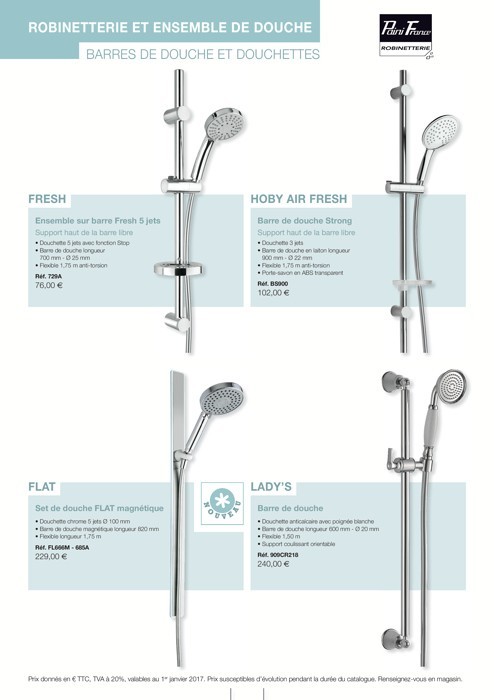 ROBINETTERIE ET ENSEMBLE DE DOUCHE
BARRES DE DOUCHE ET DOUCHETTES
Paini France
ROBINETTERIE
FRESH
Ensemble sur barre Fresh 5 jets
Support haut de la barre libre
• Douchette 5 jets avec fonction Stop
• Barre de douche longueur
700 mm - Ø 25 mm
• Flexible 1,75 m anti-torsion
Réf. 729A
76,00 €
HOBY AIR FRESH
Barre de douche Strong
Support haut de la barre libre
• Douchette 3 jets
• Barre de douche en laiton longueur
900 mm - Ø 22 mm
• Flexible 1,75 m anti-torsion
• Porte-savon en ABS transparent
Réf. BS900
102,00 €
FLAT
Set de douche FLAT magnétique
• Douchette chrome 5 jets Ø 100 mm
• Barre de douche magnétique longueur 820 mm
• Flexible longueur 1,75 m
Réf. FL666M - 685A
229,00 €
NOUVEAU
LADY'S
Barre de douche
• Douchette anticalcaire avec poignée blanche
• Barre de douche longueur 600 mm - Ø 20 mm
• Flexible 1,50 m
• Support coulissant orientable
Réf. 909CR218
240,00 €
Prix donnés en € TTC, TVA à 20%, valables au 1er janvier 2017. Prix susceptibles d'évolution pendant la durée du catalogue. Renseignez-vous en magasin.